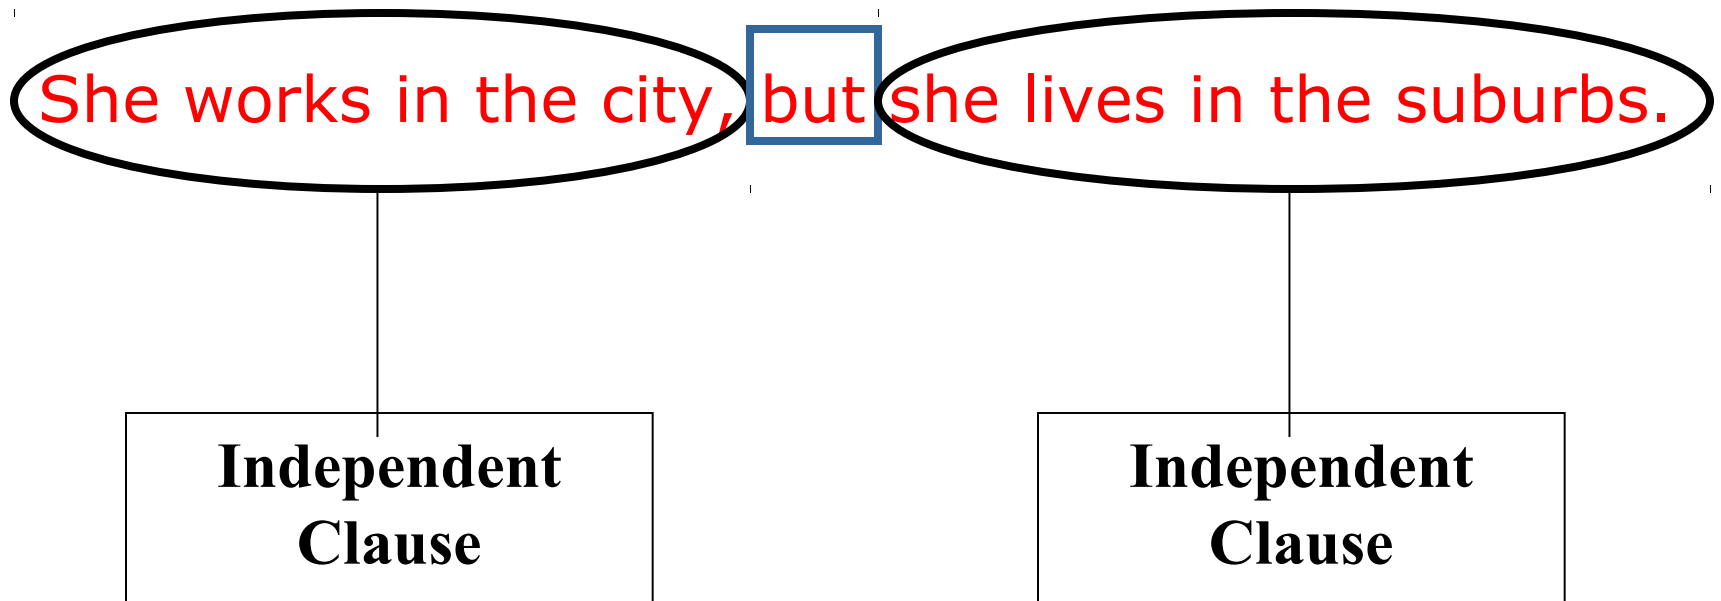 She works in the city, but she lives in the suburbs.
Independent
Clause
Independent
Clause